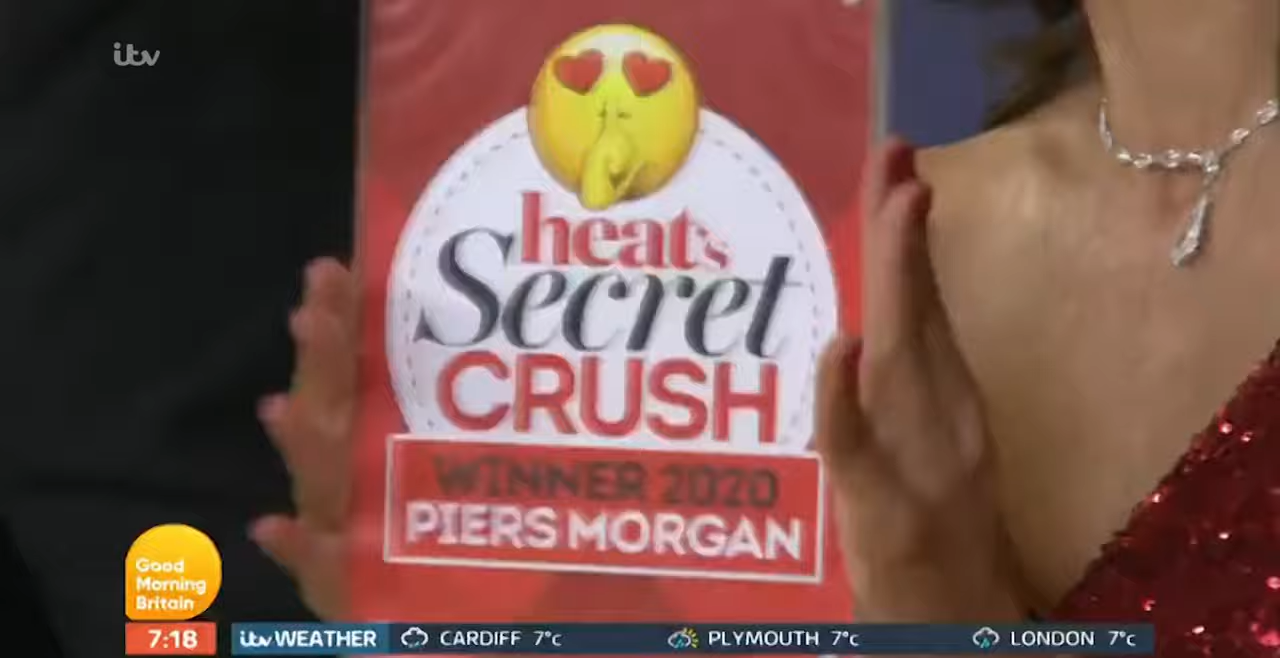 itv
heat's
Secret
CRUSH
WINNER 2020
PIERS MORGAN
Good
Morning
Britain
7:18
itv WEATHER
CARDIFF 7°c
PLYMOUTH 7°c
LONDON 7°c